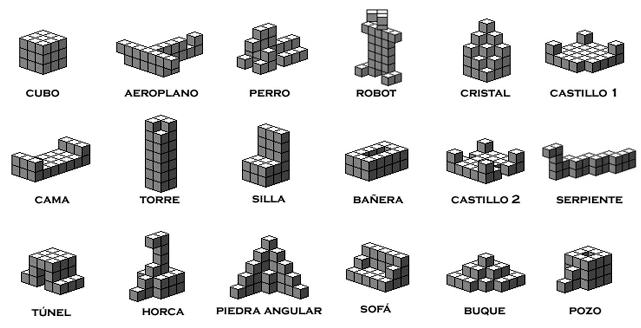 CUBO AEROPLANO PERRO ROBOT CRISTAL CASTILLO 1
CAMA TORRE SILLA BAÑERA CASTILLO 2 SERPIENTE
TÚNEL HORCA PIEDRA ANGULAR SOFÁ BUQUE POZO